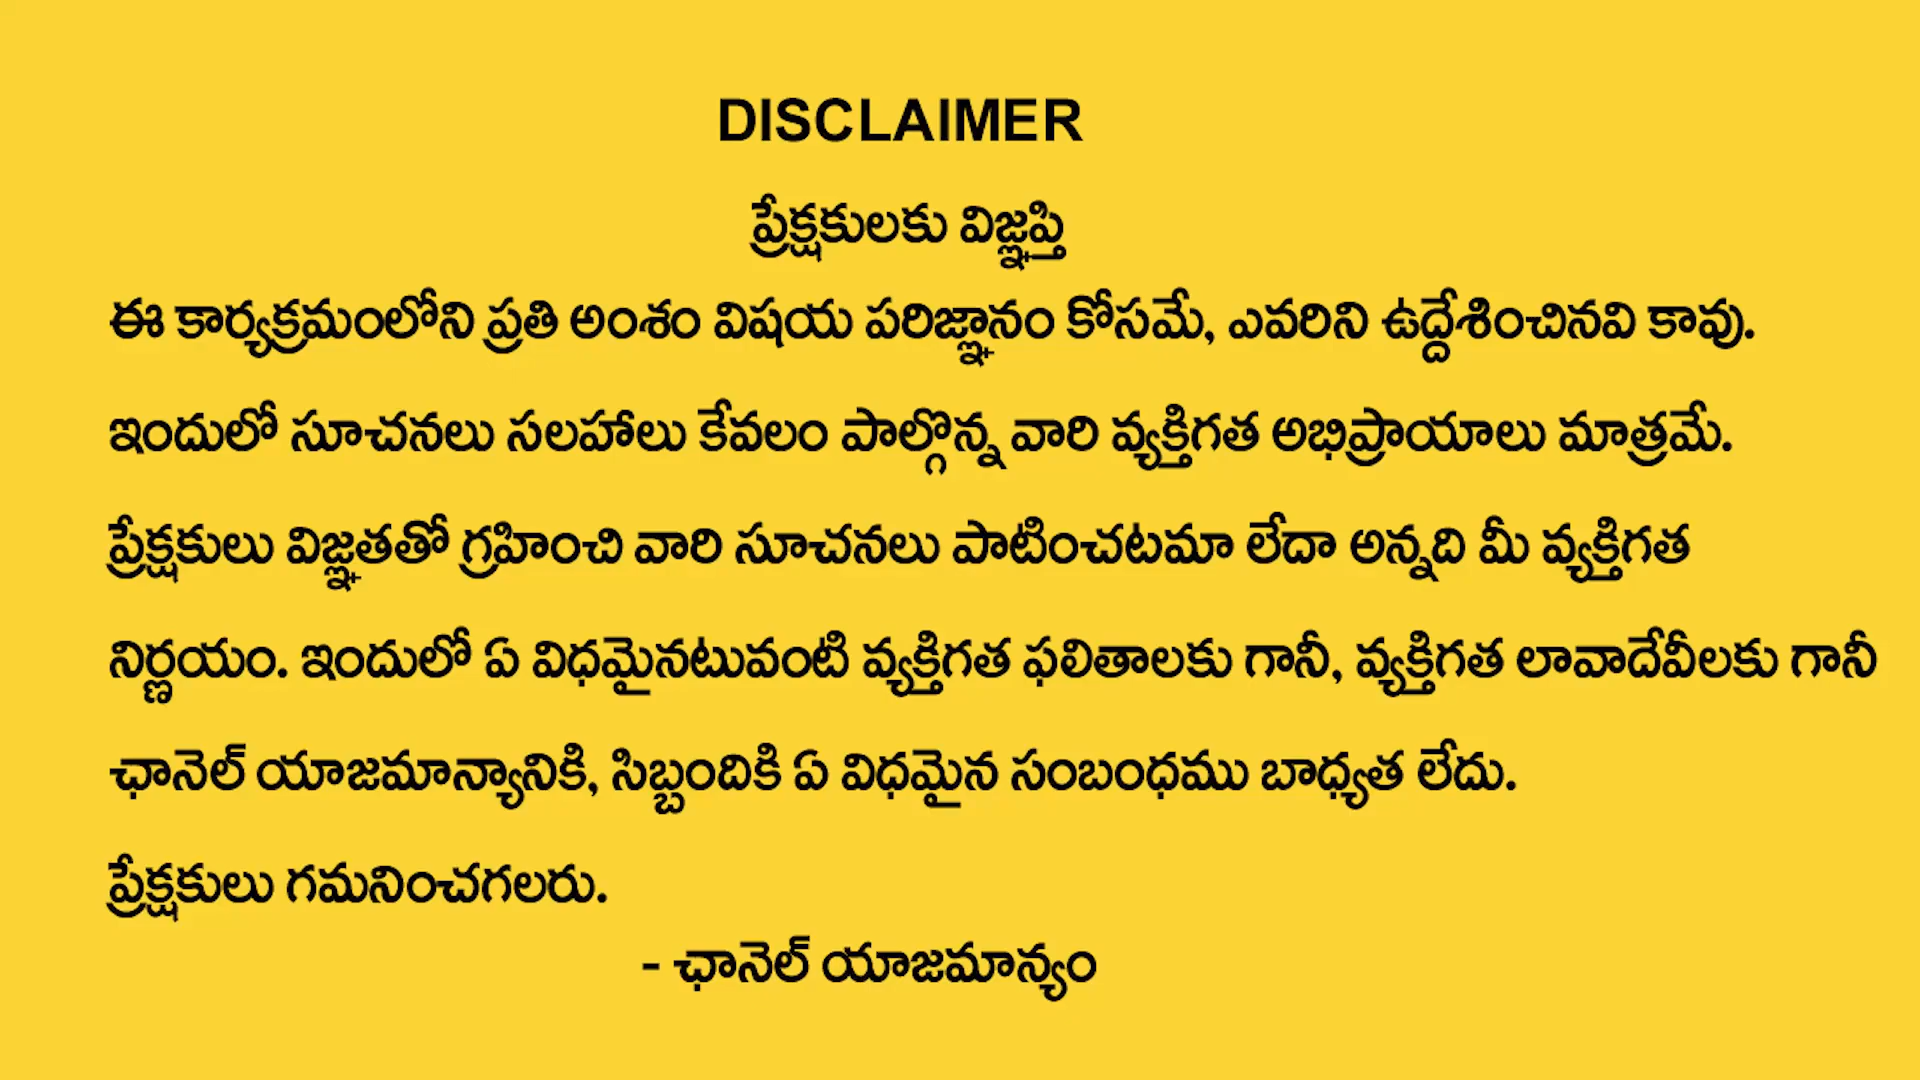 DISCLAIMER
ప్రేక్షకులకు విజ్ఞప్తి
ఈ కార్యక్రమంలోని ప్రతి అంశం విషయ పరిజ్ఞానం కోసమే, ఎవరిని ఉద్దేశించినవి కావు.
ఇందులో సూచనలు సలహాలు కేవలం పాల్గొన్న వారి వ్యక్తిగత అభిప్రాయాలు మాత్రమే.
ప్రేక్షకులు విజ్ఞతతో గ్రహించి వారి సూచనలు పాటించటమా లేదా అన్నది మీ వ్యక్తిగత
నిర్ణయం. ఇందులో ఏ విధమైనటువంటి వ్యక్తిగత ఫలితాలకు గానీ, వ్యక్తిగత లావాదేవీలకు గానీ
ఛానెల్ యాజమాన్యానికి, సిబ్బందికి ఏ విధమైన సంబంధము బాధ్యత లేదు.
ప్రేక్షకులు గమనించగలరు.
- ఛానెల్ యాజమాన్యం